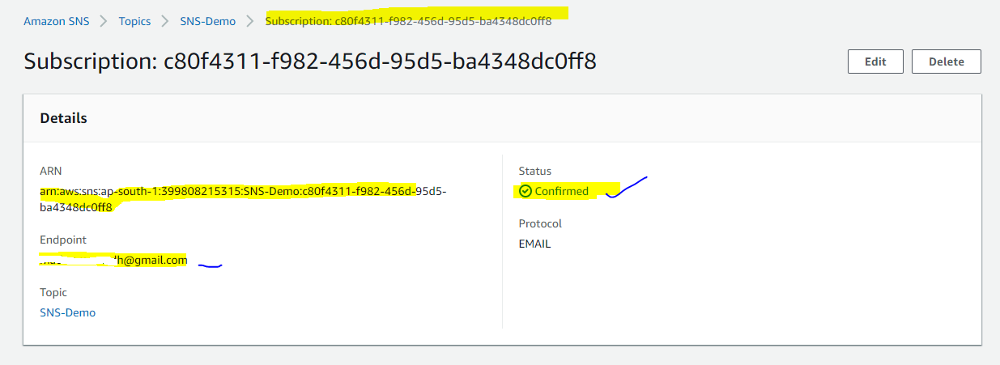 Amazon SNS > Topics > SNS-Demo > Subscription: c80f4311-f982-456d-95d5-ba4348dc0ff8
Subscription: c80f4311-f982-456d-95d5-ba4348dc0ff8
Edit
Delete
Details
ARN
arn:aws:sns:ap-south-1:399808215315:SNS-Demo:c80f4311-f982-456d-95d5-
ba4348dc0ff8
Endpoint
h@gmail.com
Topic
SNS-Demo
Status
Confirmed
Protocol
EMAIL